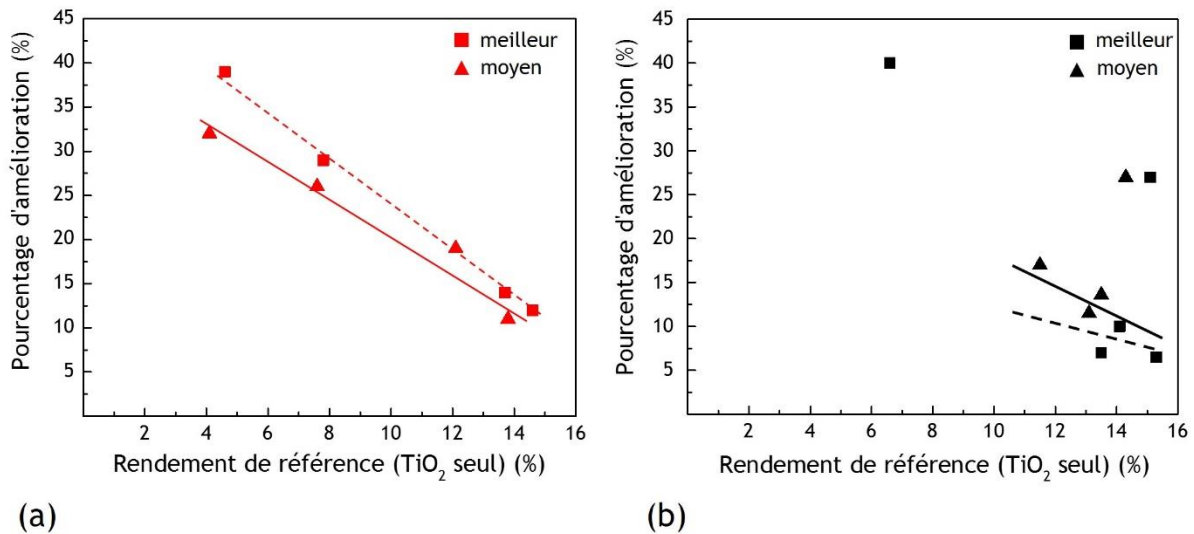 Pourcentage d'amélioration (%)
45
40
35
30
25
20
15
10
5
2 4 6 8 10 12 14 16
Rendement de référence (TiO2 seul) (%)
meilleur
moyen
(a)
Pourcentage d'amélioration (%)
45
40
35
30
25
20
15
10
5
2 4 6 8 10 12 14 16
Rendement de référence (TiO2 seul) (%)
meilleur
moyen
(b)